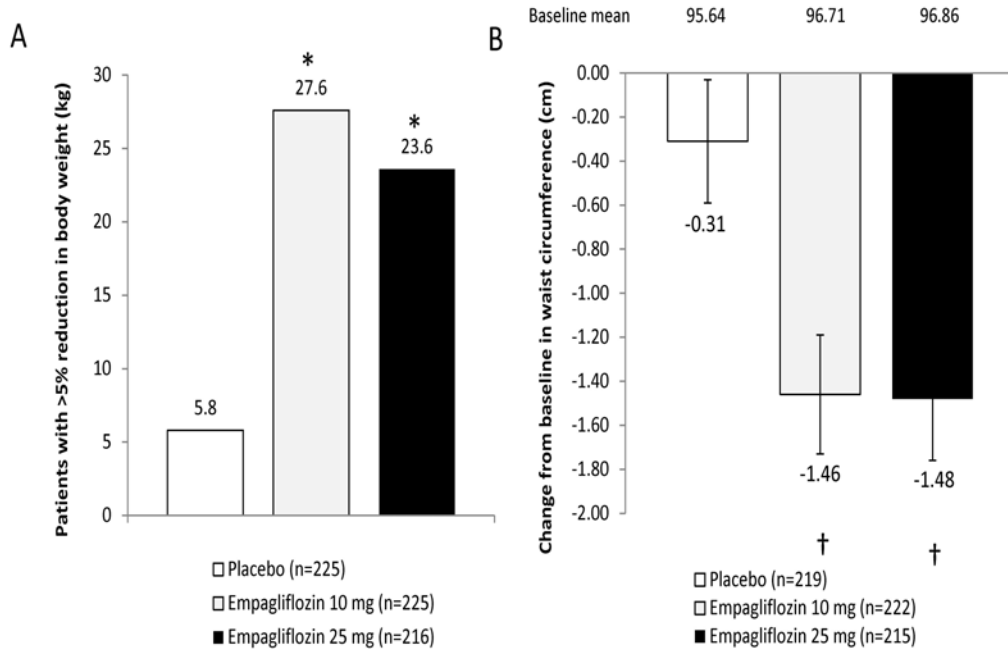 A
Patients with >5% reduction in body weight (kg)
30
25
20
15
10
5
0
5.8
*
27.6
*
23.6
Placebo (n=225)
Empagliflozin 10 mg (n=225)
Empagliflozin 25 mg (n=216)
Baseline mean 95.64 96.71 96.86
B
Change from baseline in waist circumference (cm)
0.00
-0.20
-0.40
-0.60
-0.80
-1.00
-1.20
-1.40
-1.60
-1.80
-2.00
-0.31
-1.46
-1.48
† †
Placebo (n=219)
Empagliflozin 10 mg (n=222)
Empagliflozin 25 mg (n=215)